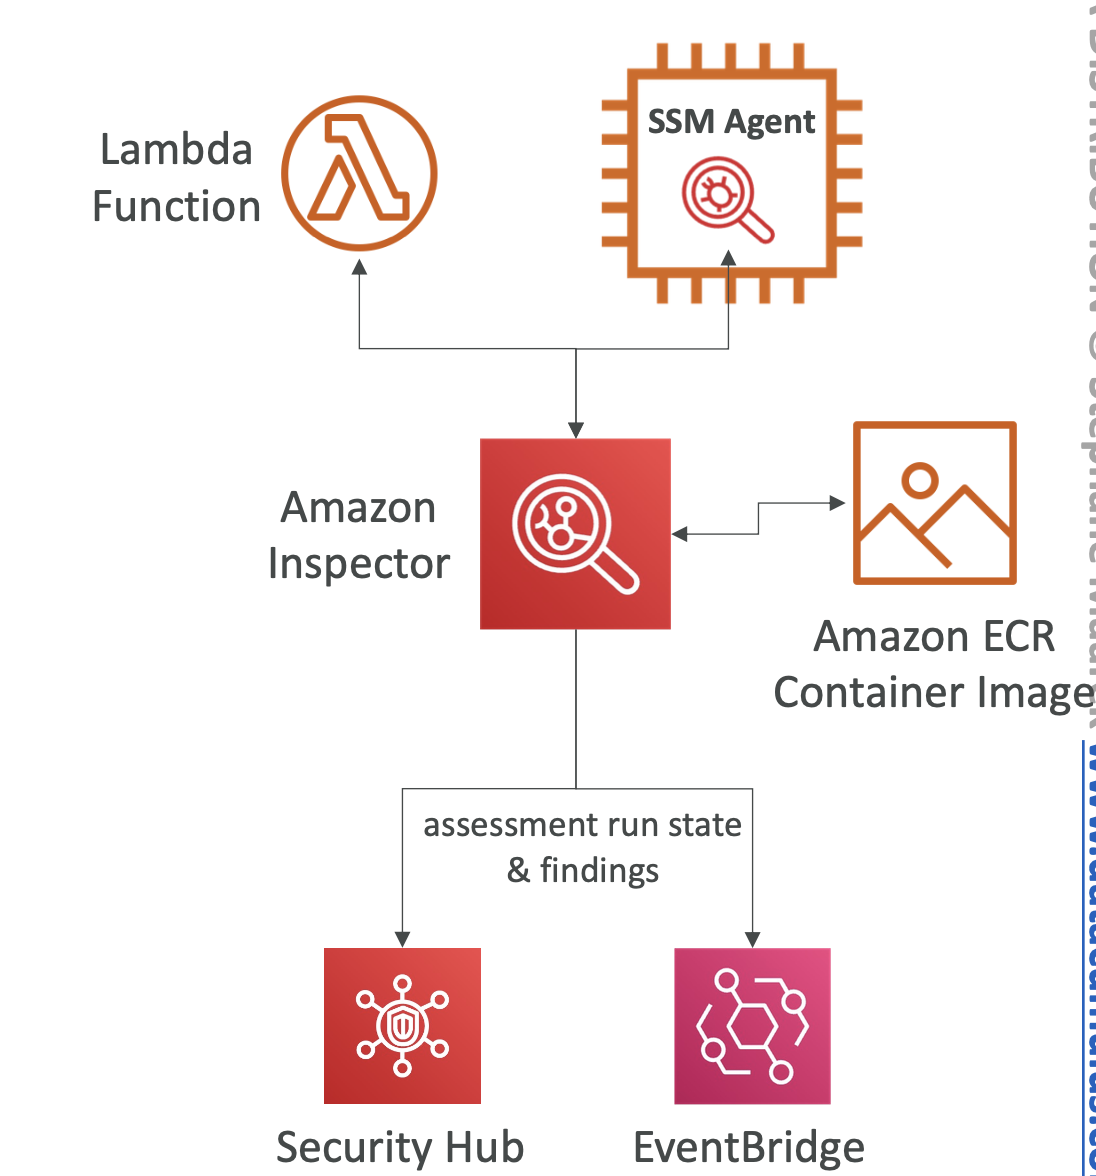 Lambda
Function
SSM Agent
Amazon
Inspector
Amazon ECR
Container Image
assessment run state
& findings
Security Hub
EventBridge